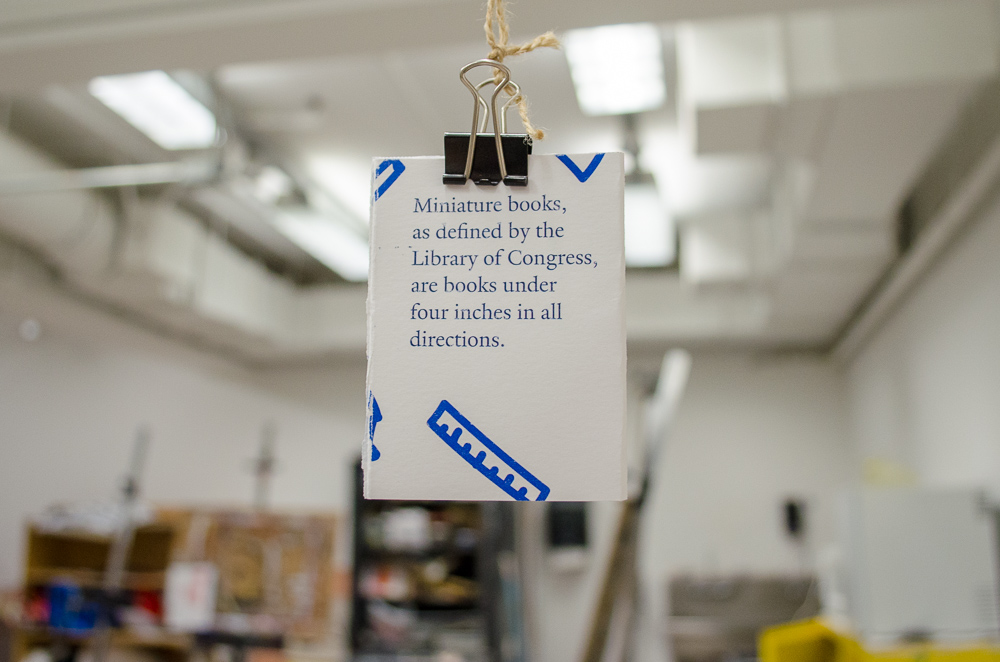 Miniature books,
as defined by the
Library of Congress,
are books under
four inches in all
directions.